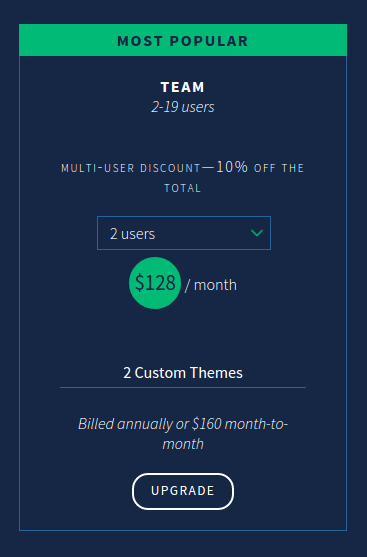 MOST POPULAR
TEAM
2-19 users
MULTI-USER DISCOUNT—10% OFF THE
TOTAL
2 users
$128 / month
2 Custom Themes
Billed annually or $160 month-to-
month
UPGRADE